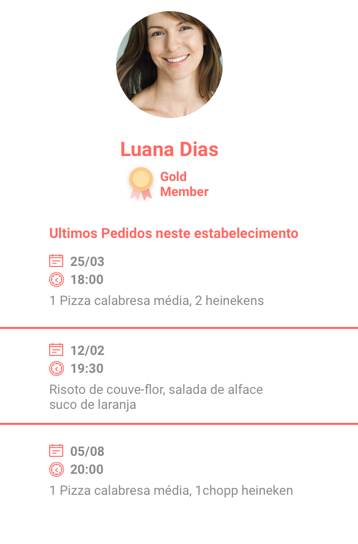 Luana Dias
Gold
Member
Ultimos Pedidos neste estabelecimento
25/03
18:00
1 Pizza calabresa média, 2 heinekens
12/02
19:30
Risoto de couve-flor, salada de alface
suco de laranja
05/08
20:00
1 Pizza calabresa média, 1chopp heineken